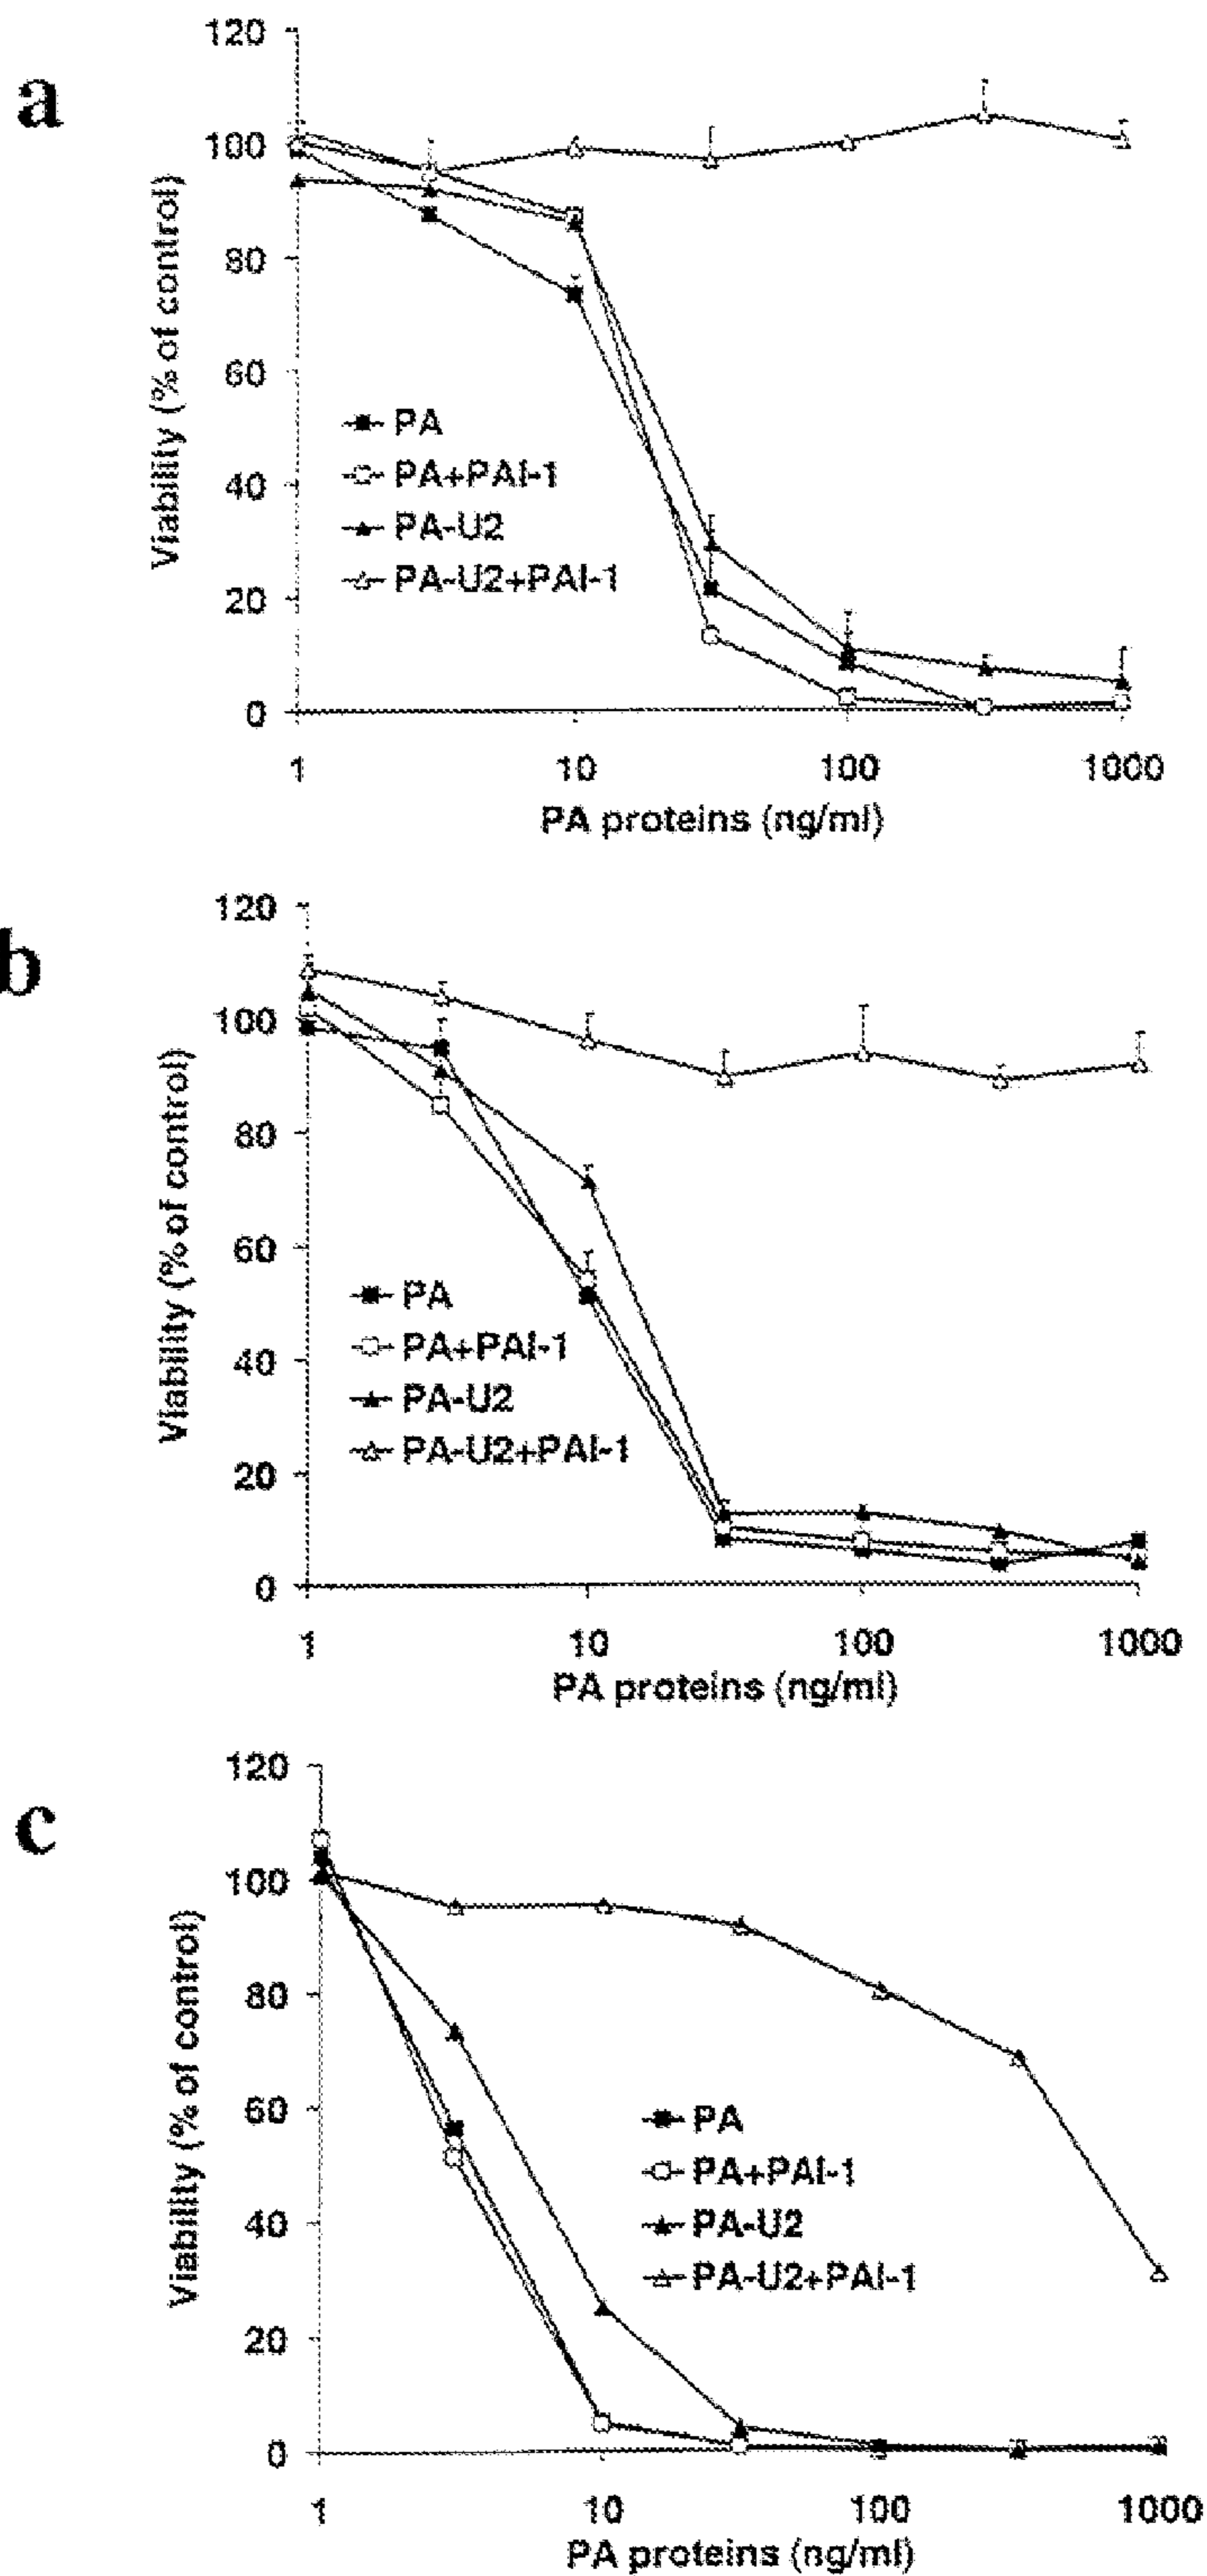 a
120
100
80
60
40
20
0
Viability (% of control)
PA
PA+PAI-1
PA-U2
PA-U2+PAI-1
1 10 100 1000
PA proteins (ng/ml)
b
120
100
80
60
40
20
0
Viability (% of control)
PA
PA+PAI-1
PA-U2
PA-U2+PAI-1
1 10 100 1000
PA proteins (ng/ml)
c
120
100
80
60
40
20
0
Viability (% of control)
PA
PA+PAI-1
PA-U2
PA-U2+PAI-1
1 10 100 1000
PA proteins (ng/ml)